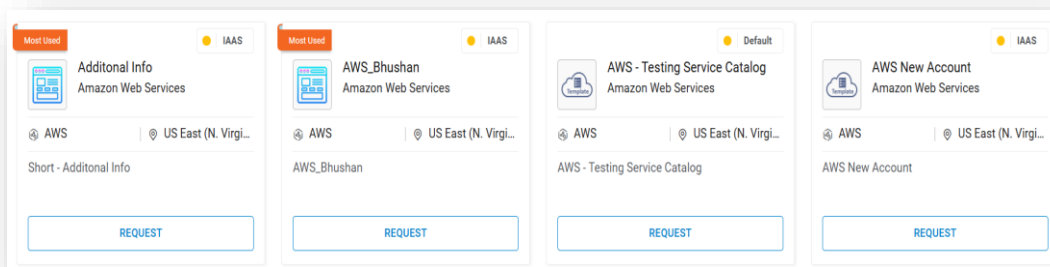 Most Used
IAAS
Additonal Info
Amazon Web Services
AWS
US East (N. Virgi...
Short - Additonal Info
REQUEST
Most Used
IAAS
AWS_Bhushan
Amazon Web Services
AWS
US East (N. Virgi...
AWS_Bhushan
REQUEST
Default
Template
AWS - Testing Service Catalog
Amazon Web Services
AWS
US East (N. Virgi...
AWS - Testing Service Catalog
REQUEST
IAAS
Template
AWS New Account
Amazon Web Services
AWS
US East (N. Virgi...
AWS New Account
REQUEST